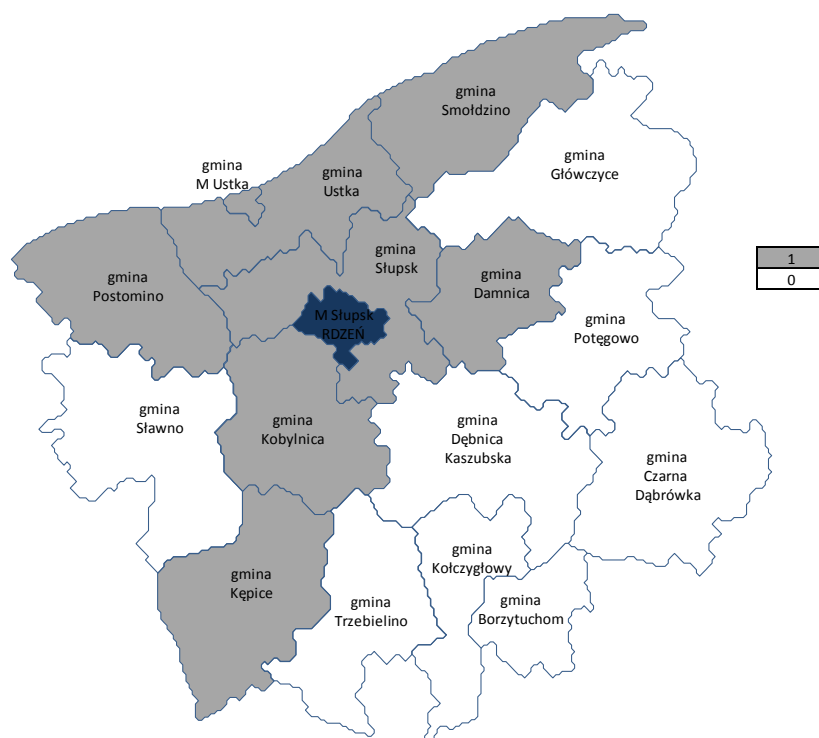 gmina
Smołdzino
gmina
Główczyce
gmina
M Ustka
gmina
Ustka
gmina
Słupsk
gmina
Damnica
gmina
Postomino
1
0
M Słupsk
RDZEŃ
gmina
Potęgowo
gmina
Sławno
gmina
Kobylnica
gmina
Dębnica
Kaszubska
gmina
Czarna
Dąbrówka
gmina
Kołczygłowy
gmina
Kępice
gmina
Trzebielino
gmina
Borzytuchom